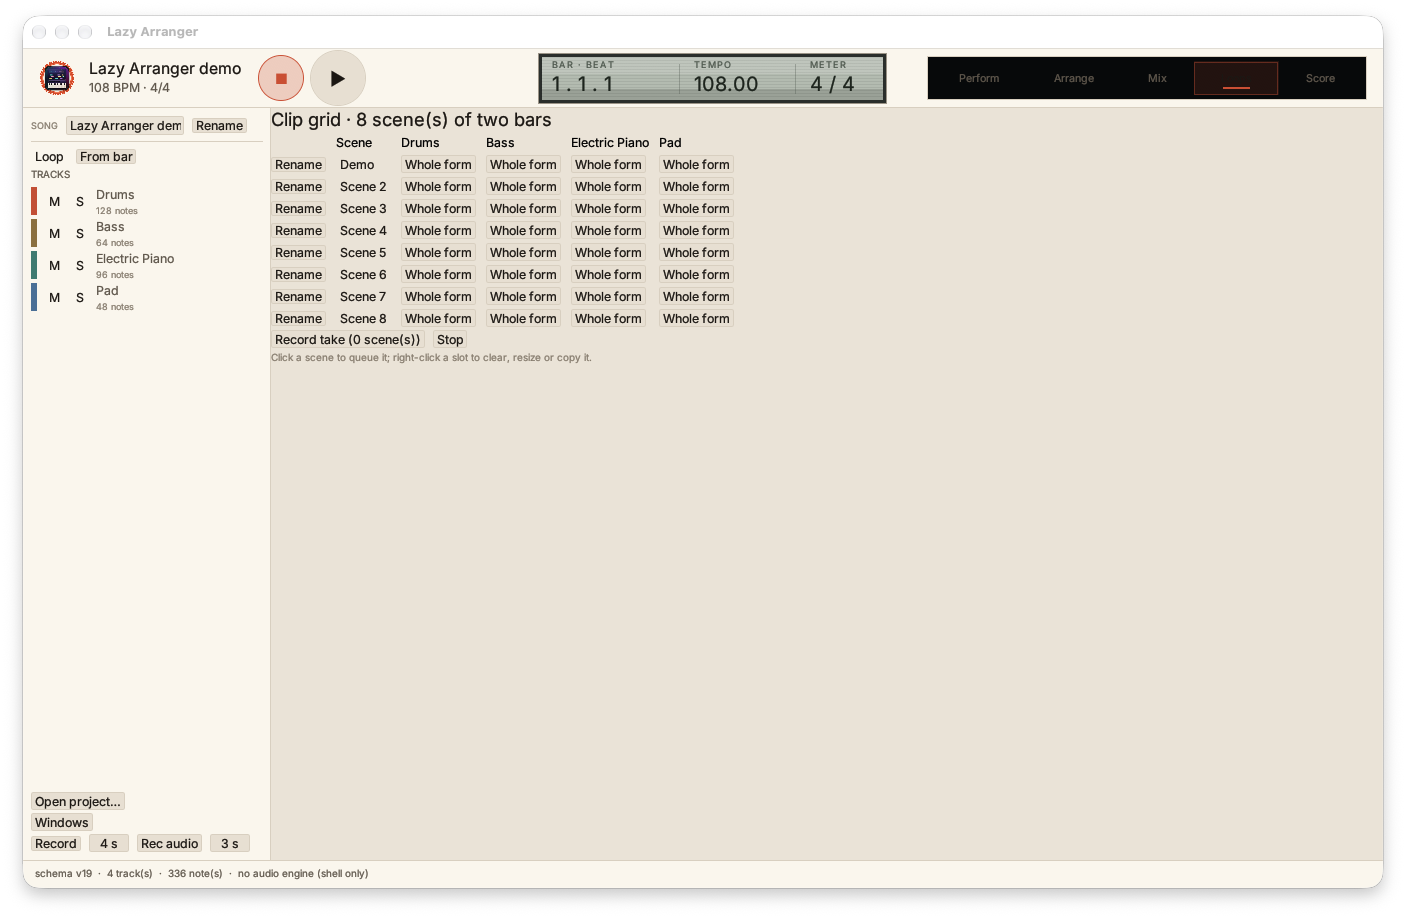 Lazy Arranger
Lazy Arranger demo
108 BPM · 4/4
BAR · BEAT TEMPO METER
1 . 1 . 1 108.00 4 / 4
Perform Arrange Mix Score
SONG Lazy Arranger dem Rename
Loop From bar
TRACKS
M S Drums
128 notes
M S Bass
64 notes
M S Electric Piano
96 notes
M S Pad
48 notes
Open project...
Windows
Record 4 s Rec audio 3 s
Clip grid · 8 scene(s) of two bars
Scene Drums Bass Electric Piano Pad
Rename Demo Whole form Whole form Whole form Whole form
Rename Scene 2 Whole form Whole form Whole form Whole form
Rename Scene 3 Whole form Whole form Whole form Whole form
Rename Scene 4 Whole form Whole form Whole form Whole form
Rename Scene 5 Whole form Whole form Whole form Whole form
Rename Scene 6 Whole form Whole form Whole form Whole form
Rename Scene 7 Whole form Whole form Whole form Whole form
Rename Scene 8 Whole form Whole form Whole form Whole form
Record take (0 scene(s)) Stop
Click a scene to queue it; right-click a slot to clear, resize or copy it.
schema v19 · 4 track(s) · 336 note(s) · no audio engine (shell only)